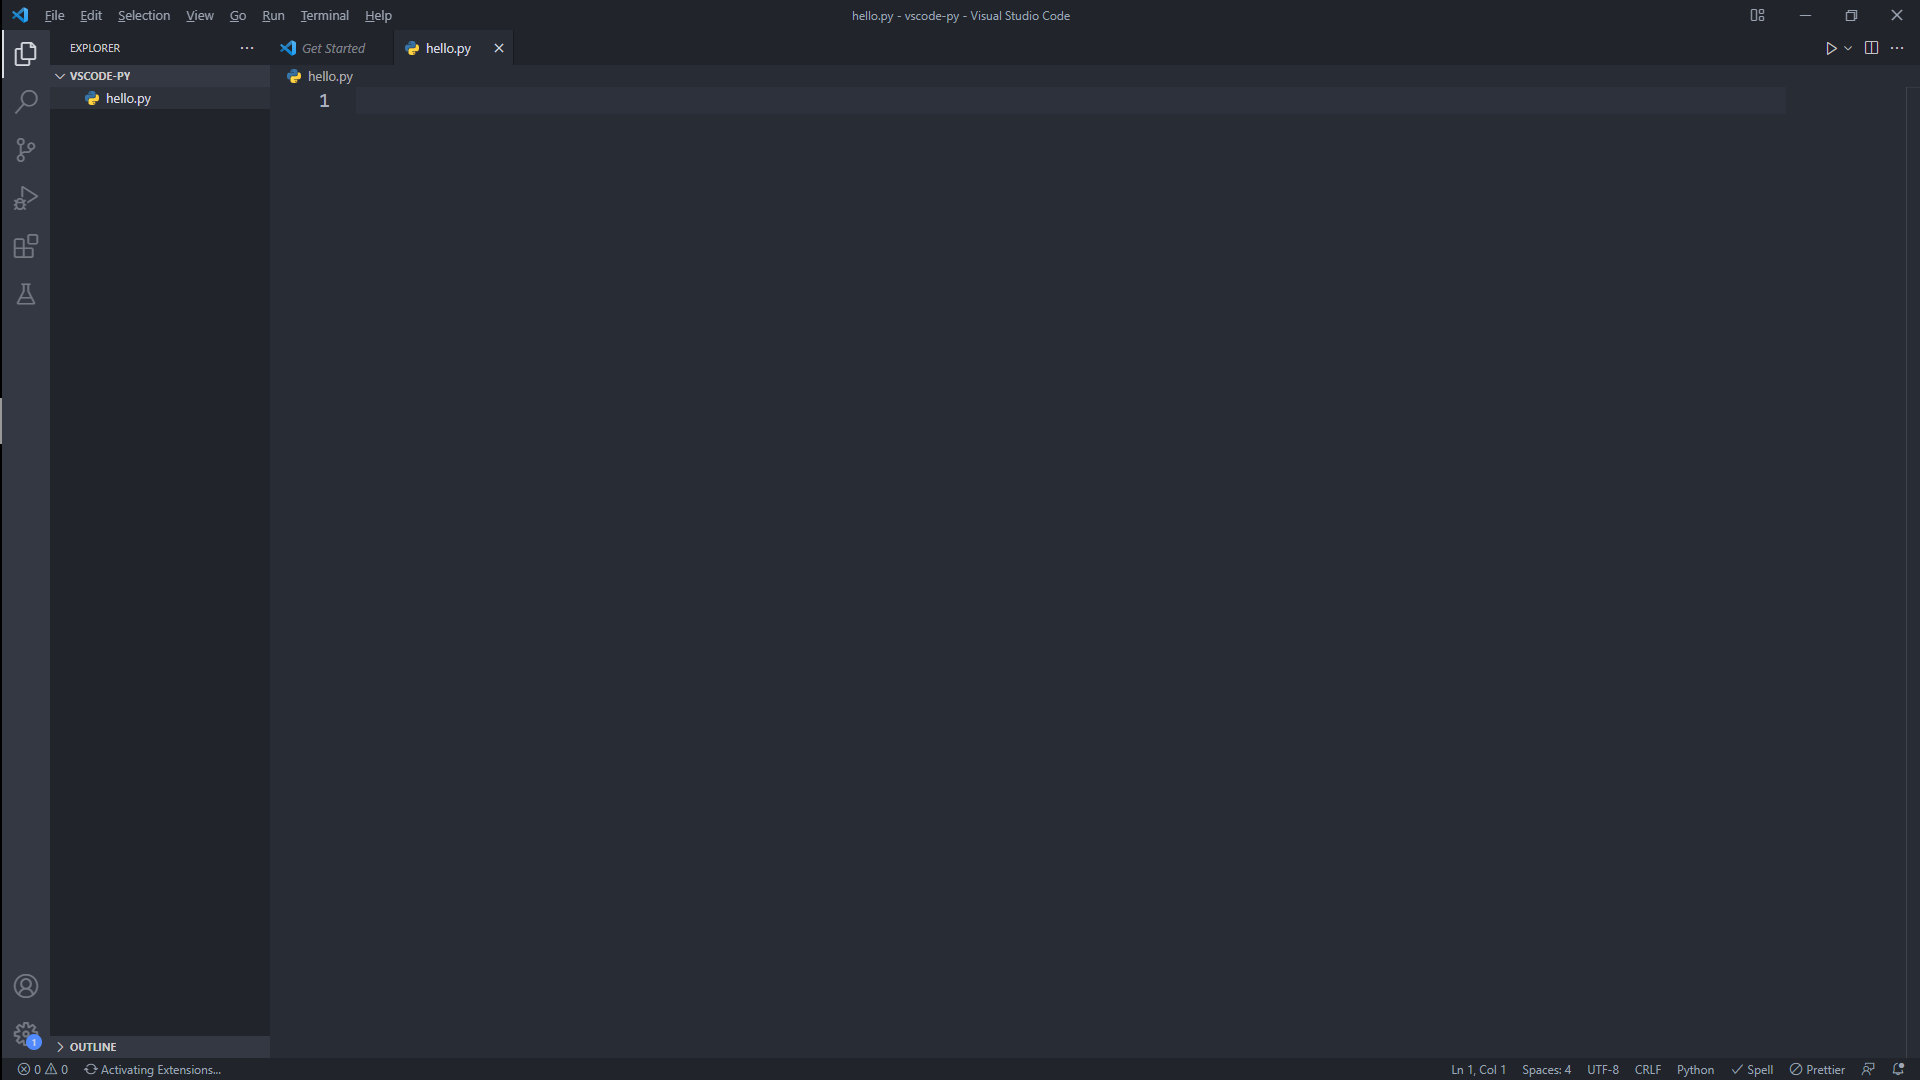 File Edit Selection View Go Run Terminal Help
hello.py - vscode-py - Visual Studio Code
EXPLORER
Get Started
hello.py
VSCODE-PY
hello.py
hello.py
1
1
OUTLINE
0 0 Activating Extensions...
Ln 1, Col 1 Spaces: 4 UTF-8 CRLF Python Spell Prettier